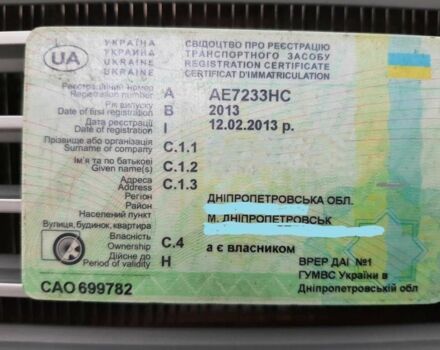 UA
УКРАЇНА
УКРАИНА
UKRAINE
UKRAINE
СВІДОЦТВО ПРО РЕЄСТРАЦІЮ
ТРАНСПОРТНОГО ЗАСОБУ
REGISTRATION CERTIFICATE
CERTIFICAT D'IMMATRICULATION
Реєстраційний номер
Registration number A AE7233HC
Рік випуску
Date of first registration B 2013
Дата реєстрації
Date of registration I 12.02.2013 р.
Прізвище або організація
Surname or company C.1.1
Ім'я та по батькові
Given name(s) C.1.2
Адреса
Address C.1.3
Регіон ДНІПРОПЕТРОВСЬКА ОБЛ.
Район
Населений пункт М. ДНІПРОПЕТРОВСЬК
Вулиця, будинок, квартира
Власність
Ownership C.4 а є власником
Дійсне до
Period of validity H
ВРЕР ДАІ №1
ГУМВС України в
Дніпропетровській обл
САО 699782